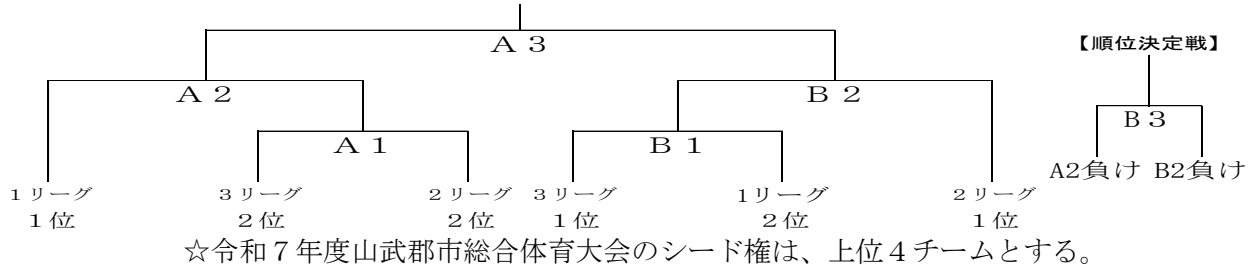 A 3
【順位決定戦】
A 2
B 2
B 3
A 1
B 1
A2負け B2負け
1リーグ 3リーグ 2リーグ 3リーグ 1リーグ 2リーグ
1位 2位 2位 1位 2位 1位
☆令和7年度山武郡市総合体育大会のシード権は、上位4チームとする。